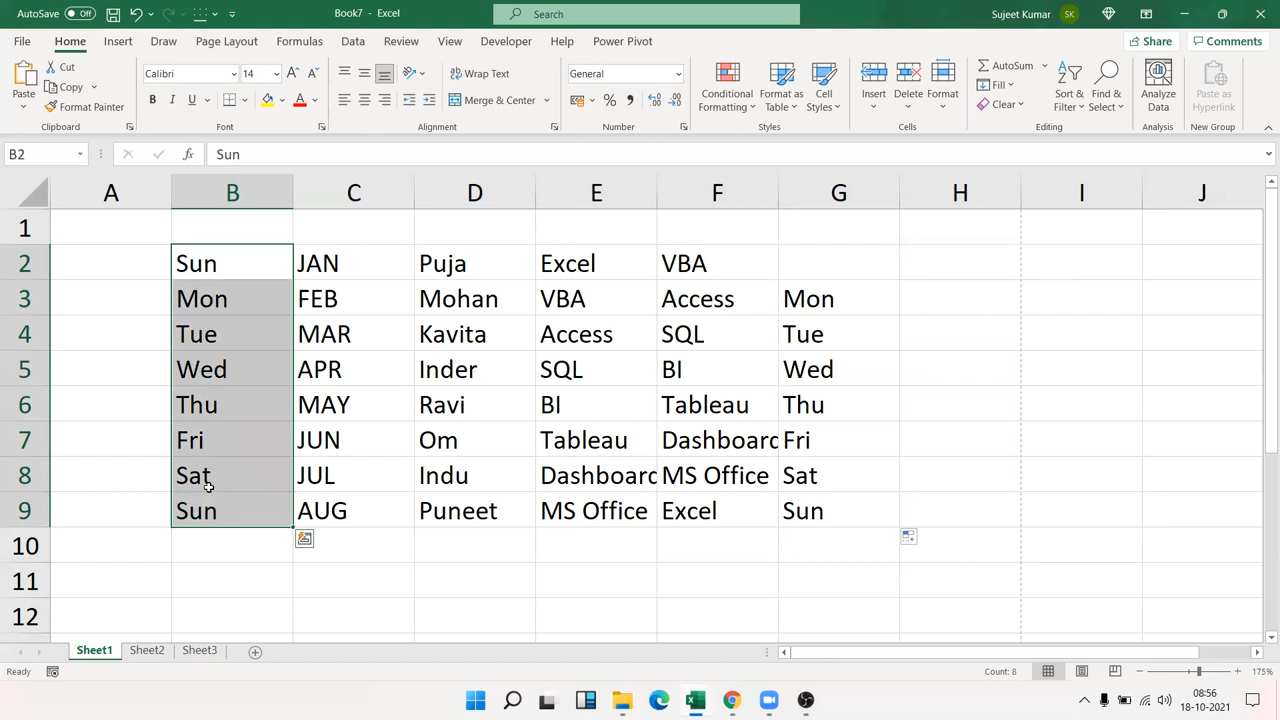 AutoSave Off Book7 - Excel Search Sujeet Kumar SK
File Home Insert Draw Page Layout Formulas Data Review View Developer Help Power Pivot Share Comments
Paste Cut Copy Format Painter Clipboard
Calibri 14 B I U A Font
Wrap Text Merge & Center Alignment
General % Number
Conditional Formatting Format as Table Cell Styles Styles
Insert Delete Format Cells
AutoSum Fill Clear Sort & Filter Find & Select Editing
Analyze Data Analysis
Paste as Hyperlink New Group
B2 fx Sun
A B C D E F G H I J
1
2 Sun JAN Puja Excel VBA
3 Mon FEB Mohan VBA Access Mon
4 Tue MAR Kavita Access SQL Tue
5 Wed APR Inder SQL BI Wed
6 Thu MAY Ravi BI Tableau Thu
7 Fri JUN Om Tableau Dashboard Fri
8 Sat JUL Indu Dashboard MS Office Sat
9 Sun AUG Puneet MS Office Excel Sun
10
11
12
Sheet1 Sheet2 Sheet3
Ready Count: 8 175%
08:56
18-10-2021